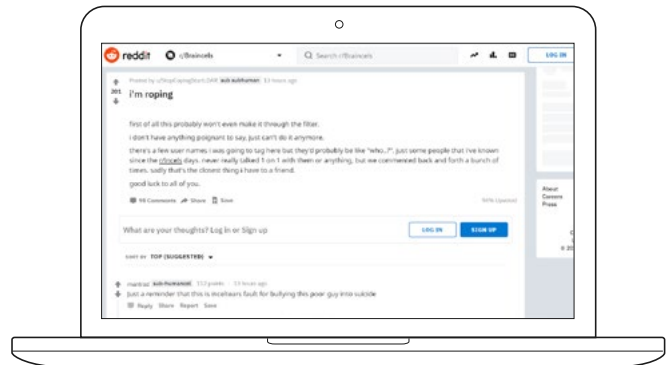 reddit r/Braincels Search r/Braincels LOG IN
Posted by sub subhuman 13 hours ago
201
i'm roping
first of all this probably won't even make it through the filter.
i don't have anything poignant to say, just can't do it anymore.
there's a few user names i was going to tag here but they'd probably be like "who..?". just some people that i've known
since the days. never really talked 1 on 1 with them or anything, but we commented back and forth a bunch of
times. sadly that's the closest thing i have to a friend.
good luck to all of you.
98 Comments Share Save
What are your thoughts? Log in or Sign up LOG IN SIGN UP
SORT BY TOP (SUGGESTED)
sub-humanoid 13 hours ago
Just a reminder that this is fault for bullying this poor guy into suicide
Reply Share Report Save
About
Careers
Press